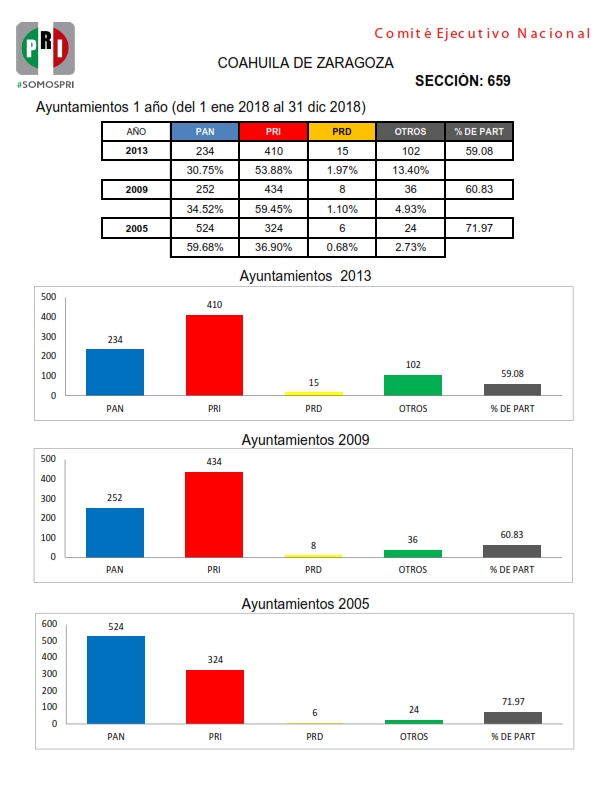 Comité Ejecutivo Nacional
PRI
#SOMOSPRI
COAHUILA DE ZARAGOZA
SECCIÓN: 659
Ayuntamientos 1 año (del 1 ene 2018 al 31 dic 2018)
AÑO PAN PRI PRD OTROS % DE PART
2013 234 410 15 102 59.08
30.75% 53.88% 1.97% 13.40%
2009 252 434 8 36 60.83
34.52% 59.45% 1.10% 4.93%
2005 524 324 6 24 71.97
59.68% 36.90% 0.68% 2.73%
Ayuntamientos 2013
500
400
300
200
100
0
234
410
15
102
59.08
PAN PRI PRD OTROS % DE PART
Ayuntamientos 2009
500
400
300
200
100
0
252
434
8
36
60.83
PAN PRI PRD OTROS % DE PART
Ayuntamientos 2005
600
500
400
300
200
100
0
524
324
6
24
71.97
PAN PRI PRD OTROS % DE PART